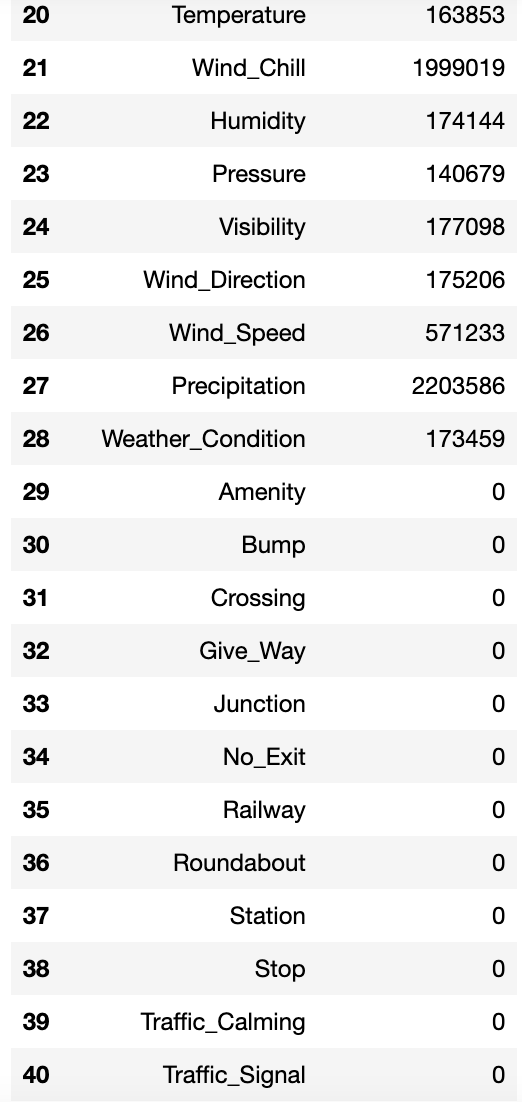 20 Temperature 163853
21 Wind_Chill 1999019
22 Humidity 174144
23 Pressure 140679
24 Visibility 177098
25 Wind_Direction 175206
26 Wind_Speed 571233
27 Precipitation 2203586
28 Weather_Condition 173459
29 Amenity 0
30 Bump 0
31 Crossing 0
32 Give_Way 0
33 Junction 0
34 No_Exit 0
35 Railway 0
36 Roundabout 0
37 Station 0
38 Stop 0
39 Traffic_Calming 0
40 Traffic_Signal 0